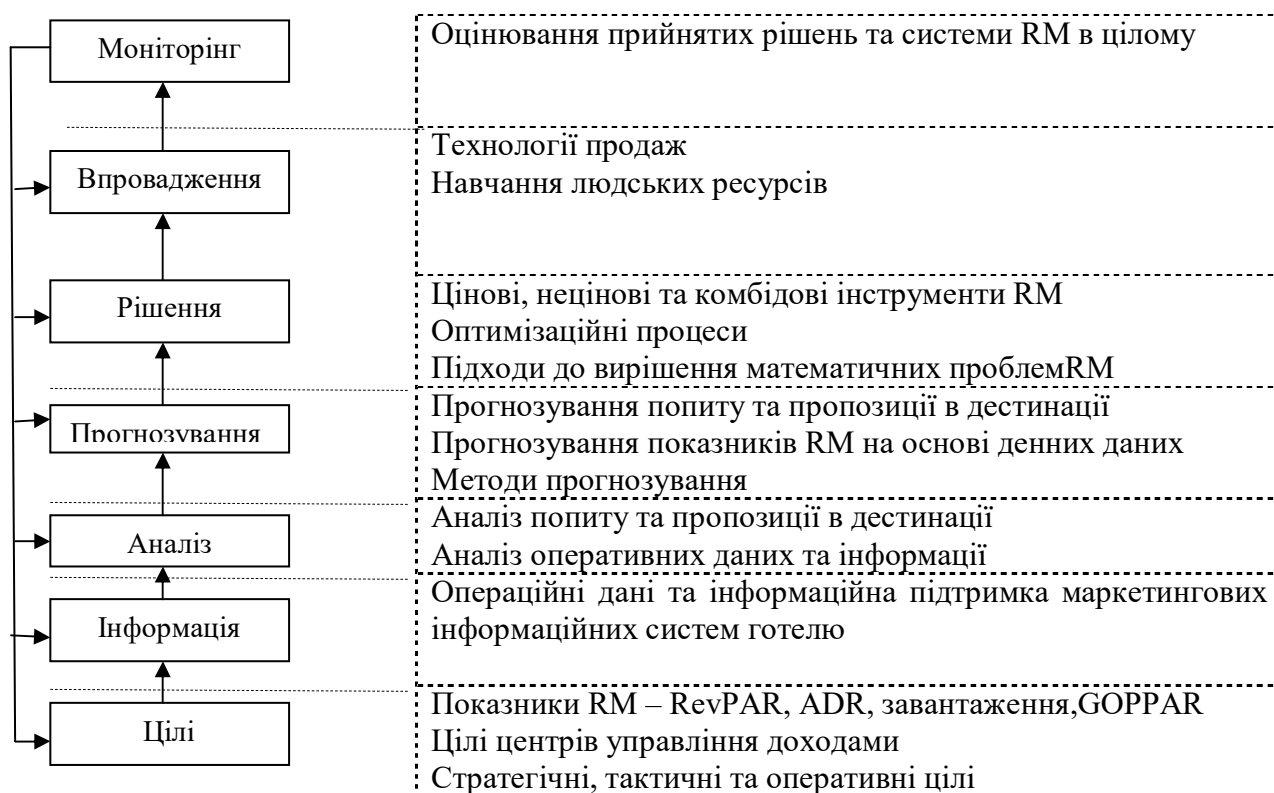 Моніторінг
Оцінювання прийнятих рішень та системи RM в цілому
Впровадження
Технології продаж
Навчання людських ресурсів
Рішення
Цінові, нецінові та комбідові інструменти RM
Оптимізаційні процеси
Підходи до вирішення математичних проблемRM
Прогнозування
Прогнозування попиту та пропозиції в дестинації
Прогнозування показників RM на основі денних даних
Методи прогнозування
Аналіз
Аналіз попиту та пропозиції в дестинації
Аналіз оперативних даних та інформації
Інформація
Операційні дані та інформаційна підтримка маркетингових
інформаційних систем готелю
Цілі
Показники RM – RevPAR, ADR, завантаження,GOPPAR
Цілі центрів управління доходами
Стратегічні, тактичні та оперативні цілі